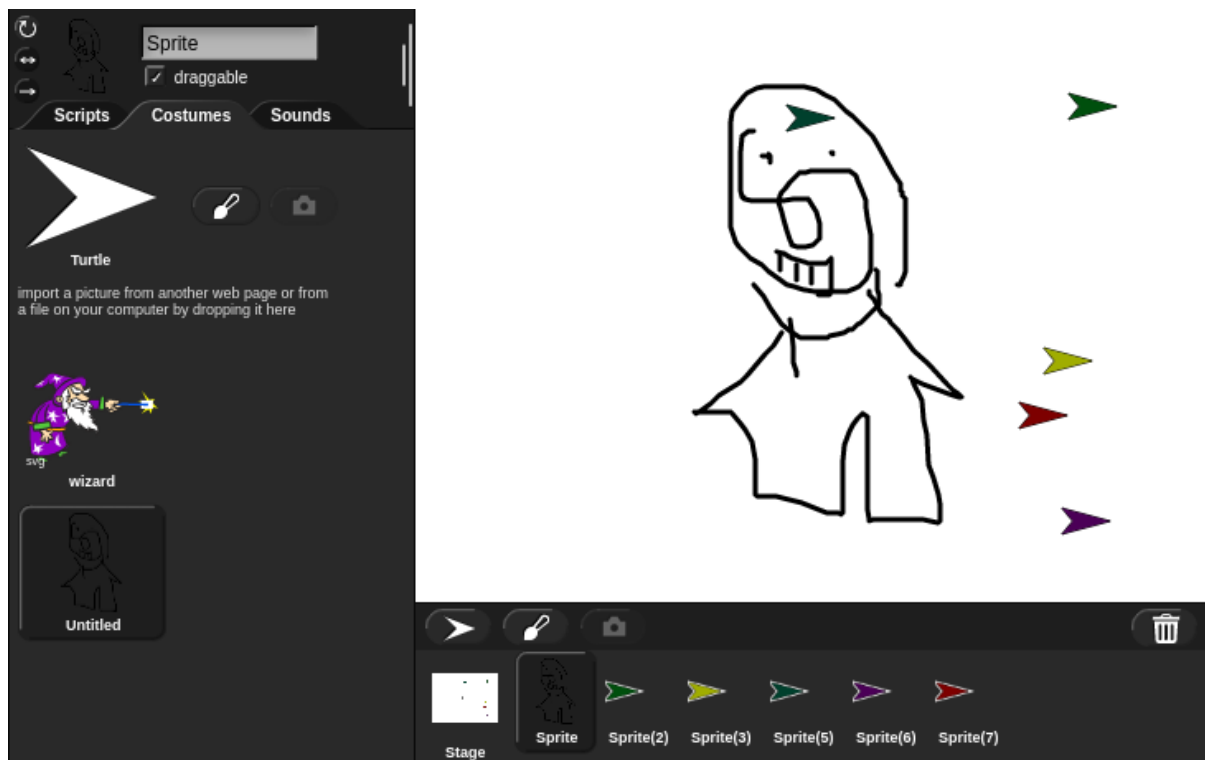 Sprite
draggable
Scripts Costumes Sounds
Turtle
import a picture from another web page or from
a file on your computer by dropping it here
svg
wizard
Untitled
Stage Sprite Sprite(2) Sprite(3) Sprite(5) Sprite(6) Sprite(7)